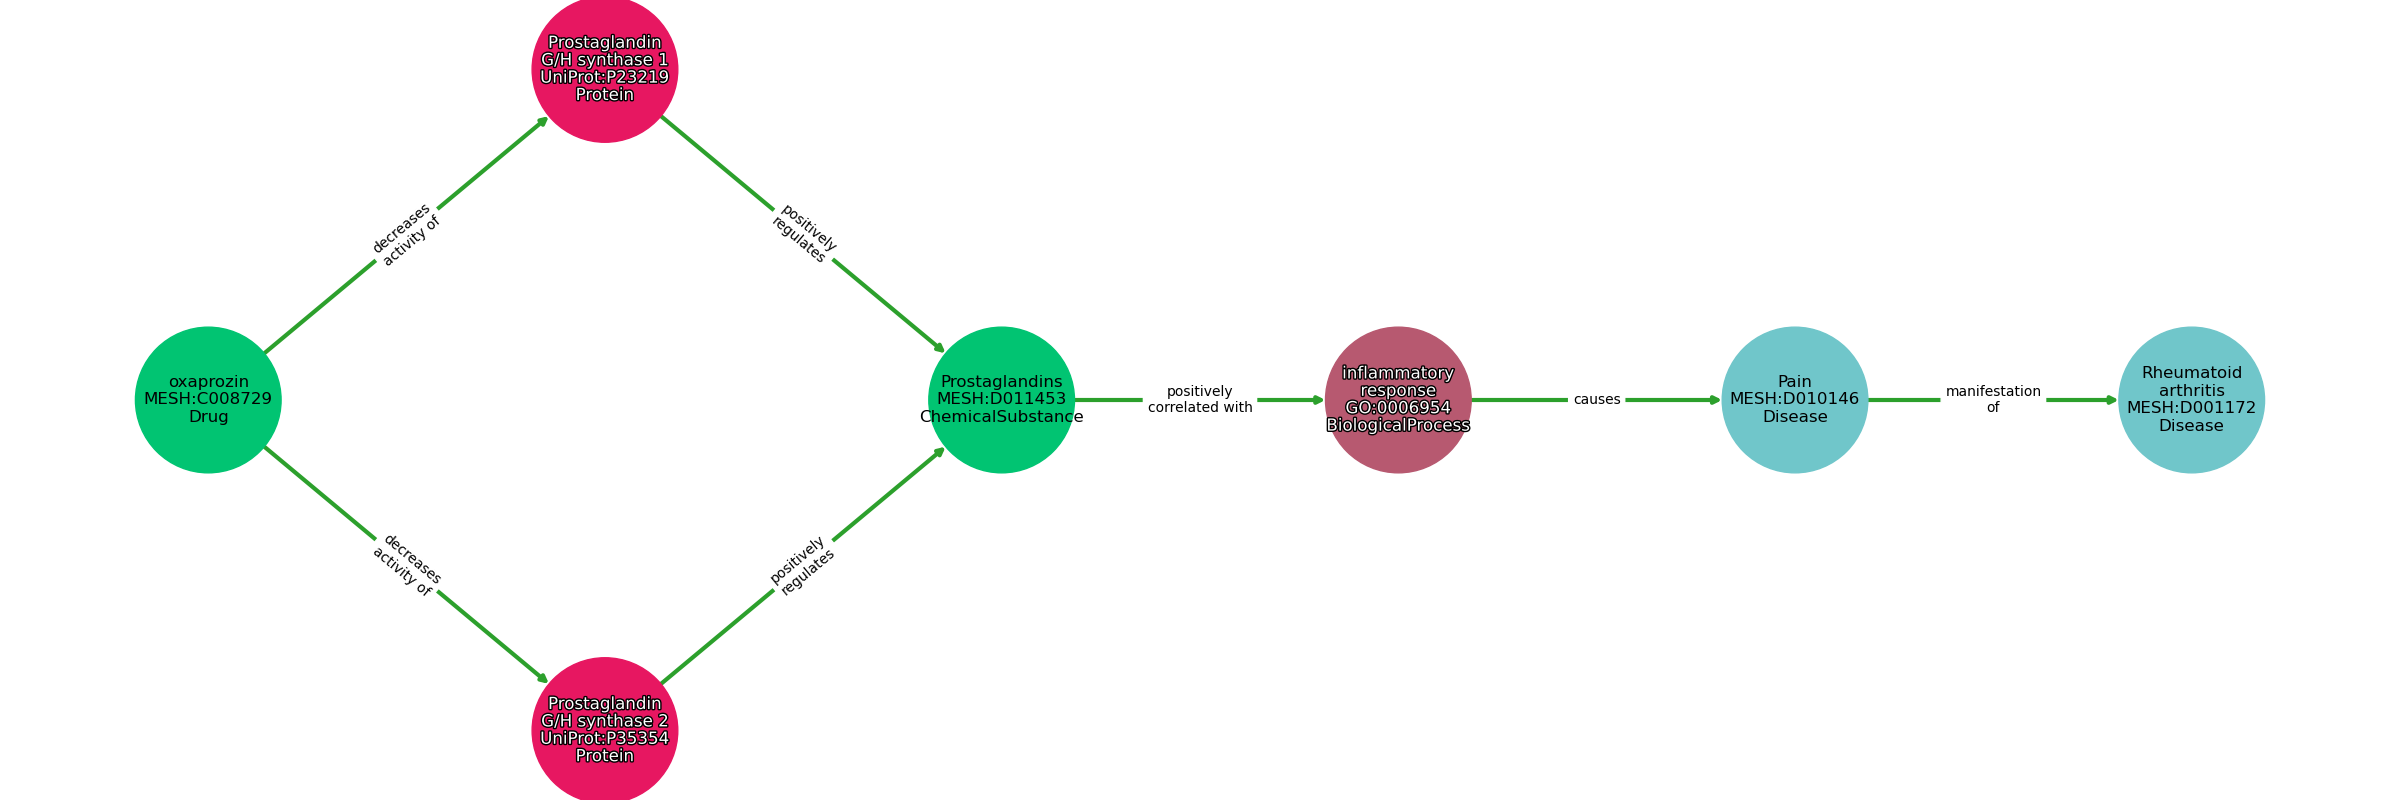 Prostaglandin
G/H synthase 1
UniProt:P23219
Protein
decreases
activity of
positively
regulates
oxaprozin
MESH:C008729
Drug
Prostaglandins
MESH:D011453
ChemicalSubstance
positively
correlated with
inflammatory
response
GO:0006954
BiologicalProcess
causes
Pain
MESH:D010146
Disease
manifestation
of
Rheumatoid
arthritis
MESH:D001172
Disease
decreases
activity of
positively
regulates
Prostaglandin
G/H synthase 2
UniProt:P35354
Protein